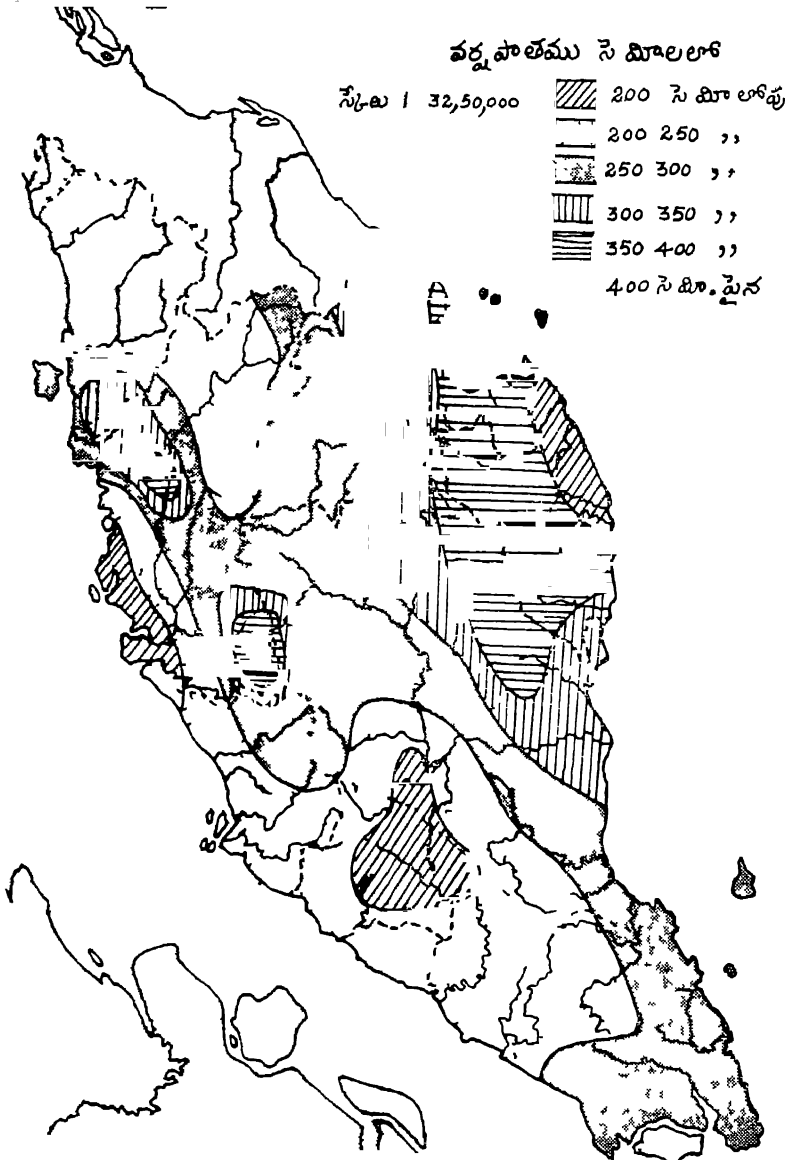 వర్షపాతము సె మీాలలో
స్కేలు 1 32,50,000
200 సె మీ లోపు
200 250 ,,
250 300 ,,
300 350 ,,
350 400 ,,
400 సె మీ. పైన